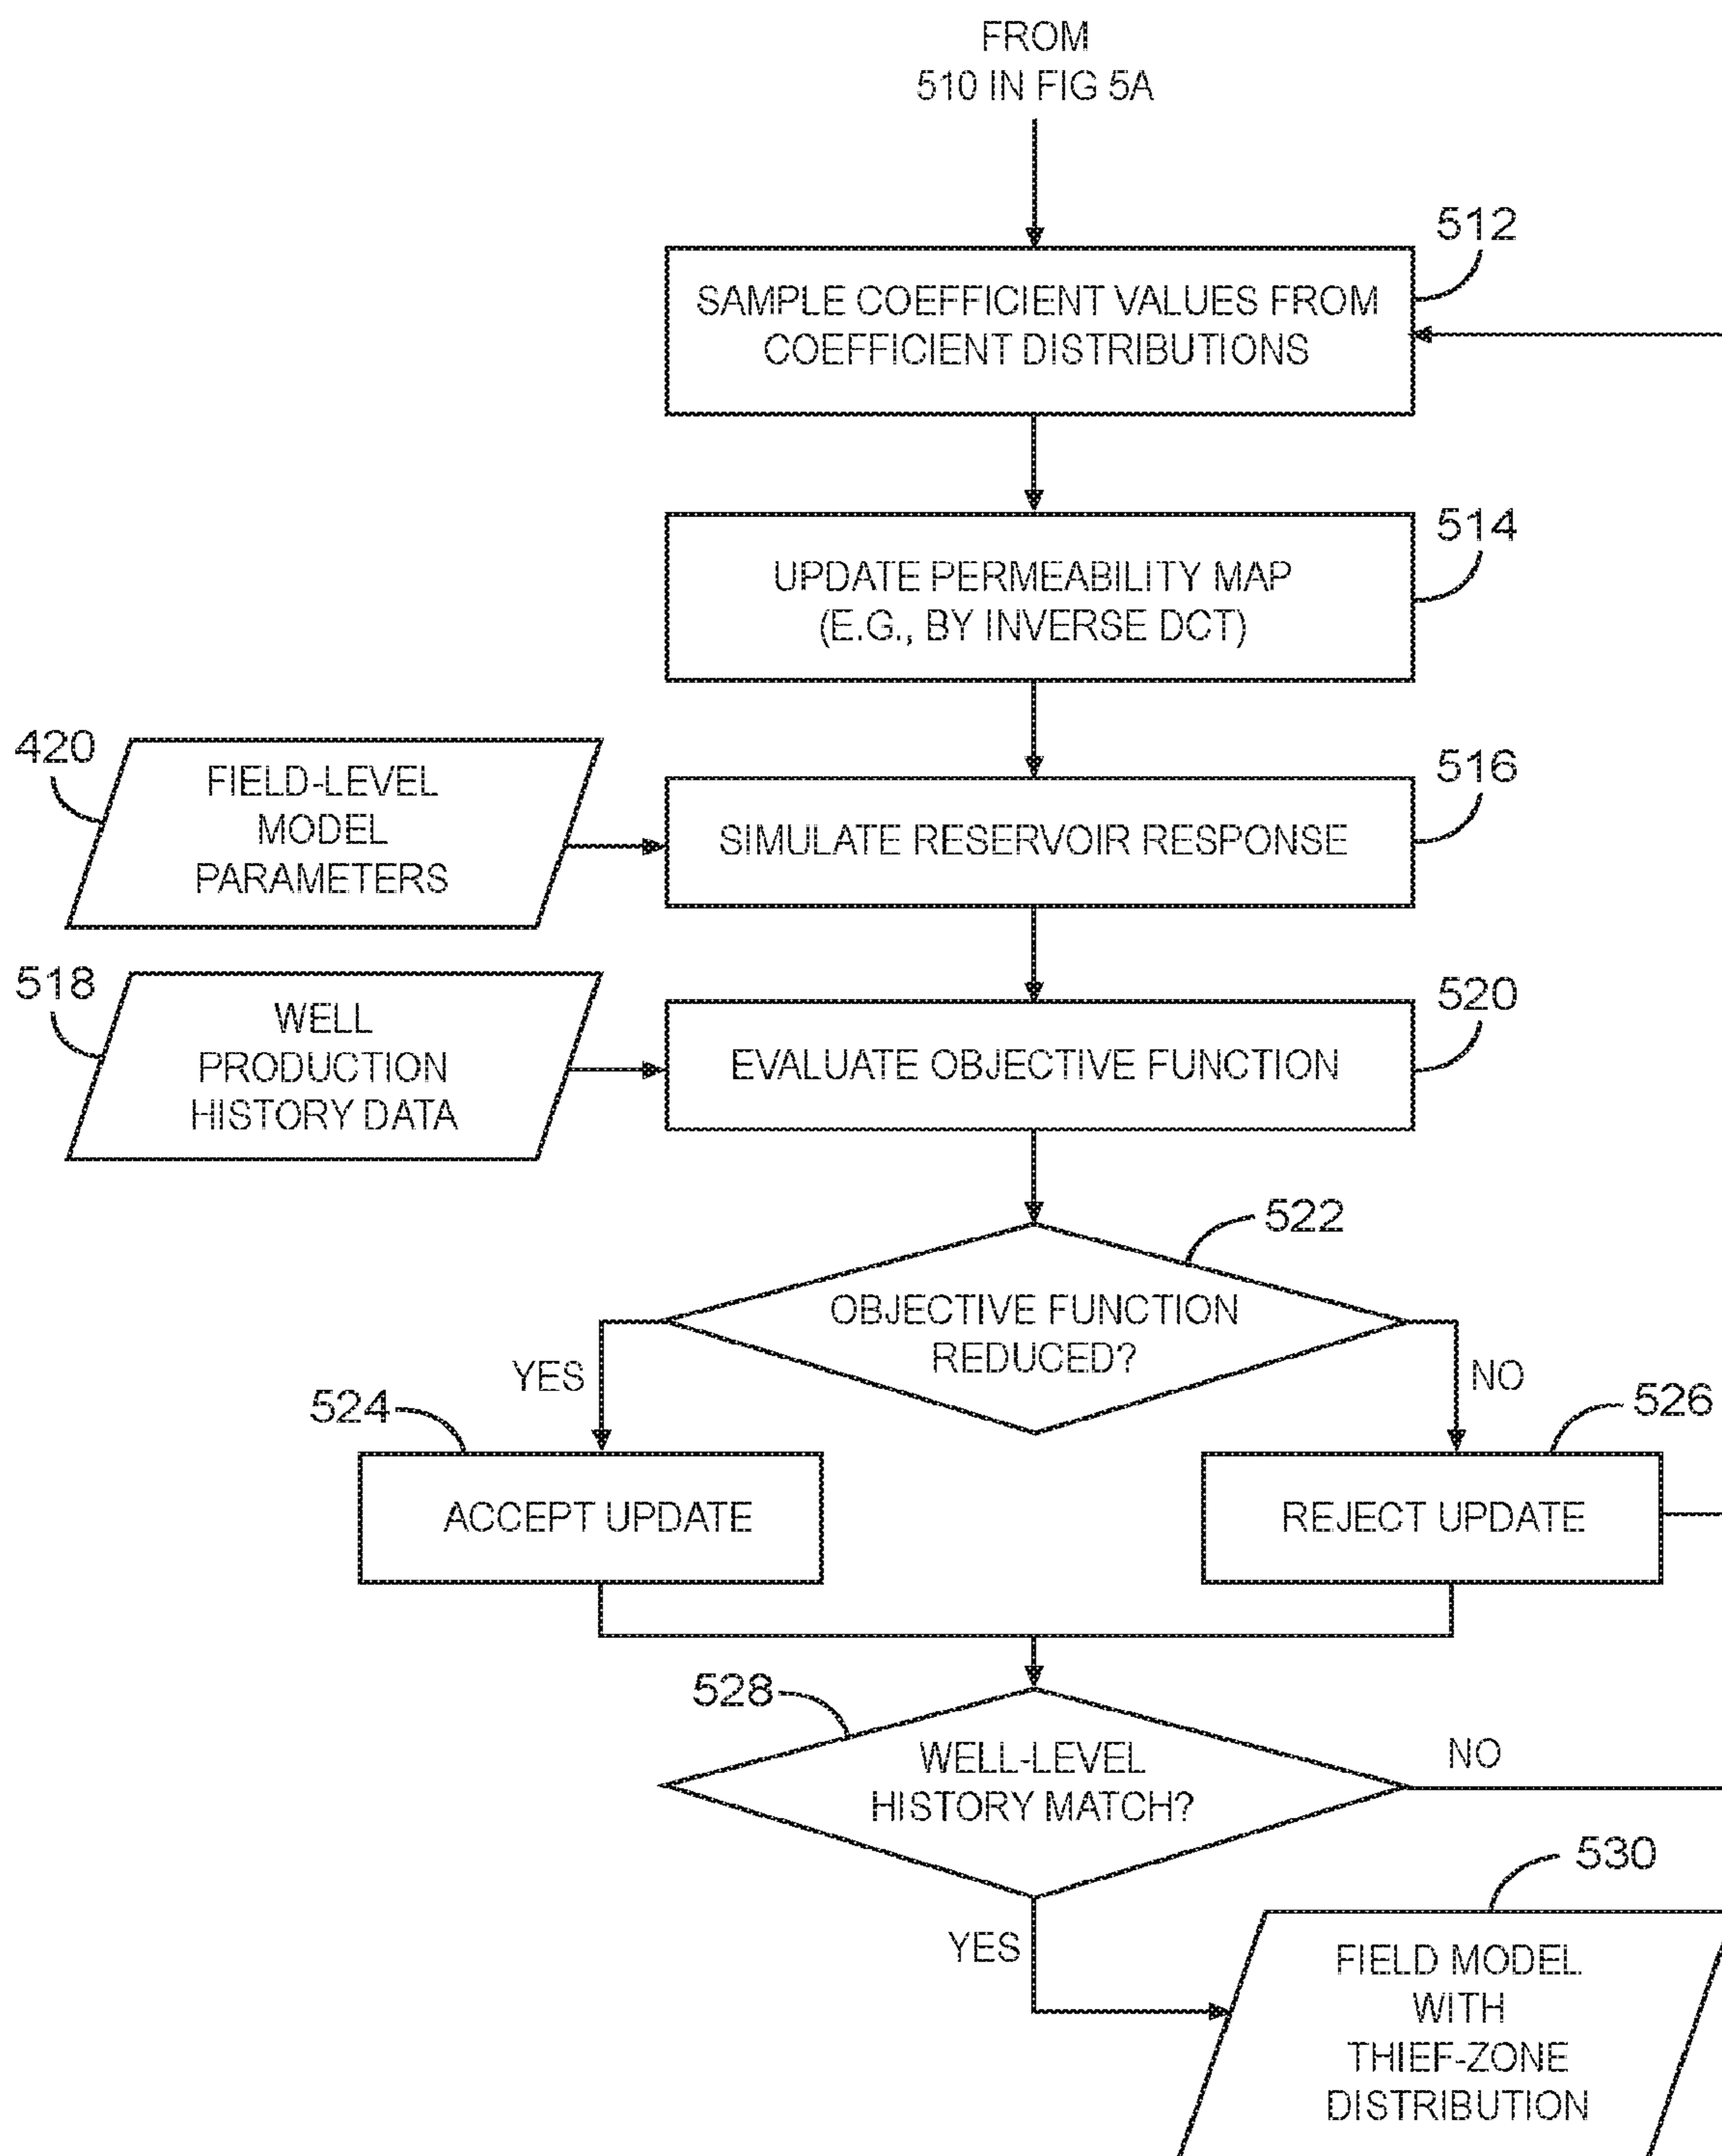 FROM
510 IN FIG 5A
512
SAMPLE COEFFICIENT VALUES FROM
COEFFICIENT DISTRIBUTIONS
514
UPDATE PERMEABILITY MAP
(E.G., BY INVERSE DCT)
420
FIELD-LEVEL
MODEL
PARAMETERS
516
SIMULATE RESERVOIR RESPONSE
518
WELL
PRODUCTION
HISTORY DATA
520
EVALUATE OBJECTIVE FUNCTION
522
OBJECTIVE FUNCTION
REDUCED?
YES
NO
524
526
ACCEPT UPDATE
REJECT UPDATE
528
WELL-LEVEL
HISTORY MATCH?
NO
530
YES
FIELD MODEL
WITH
THIEF-ZONE
DISTRIBUTION